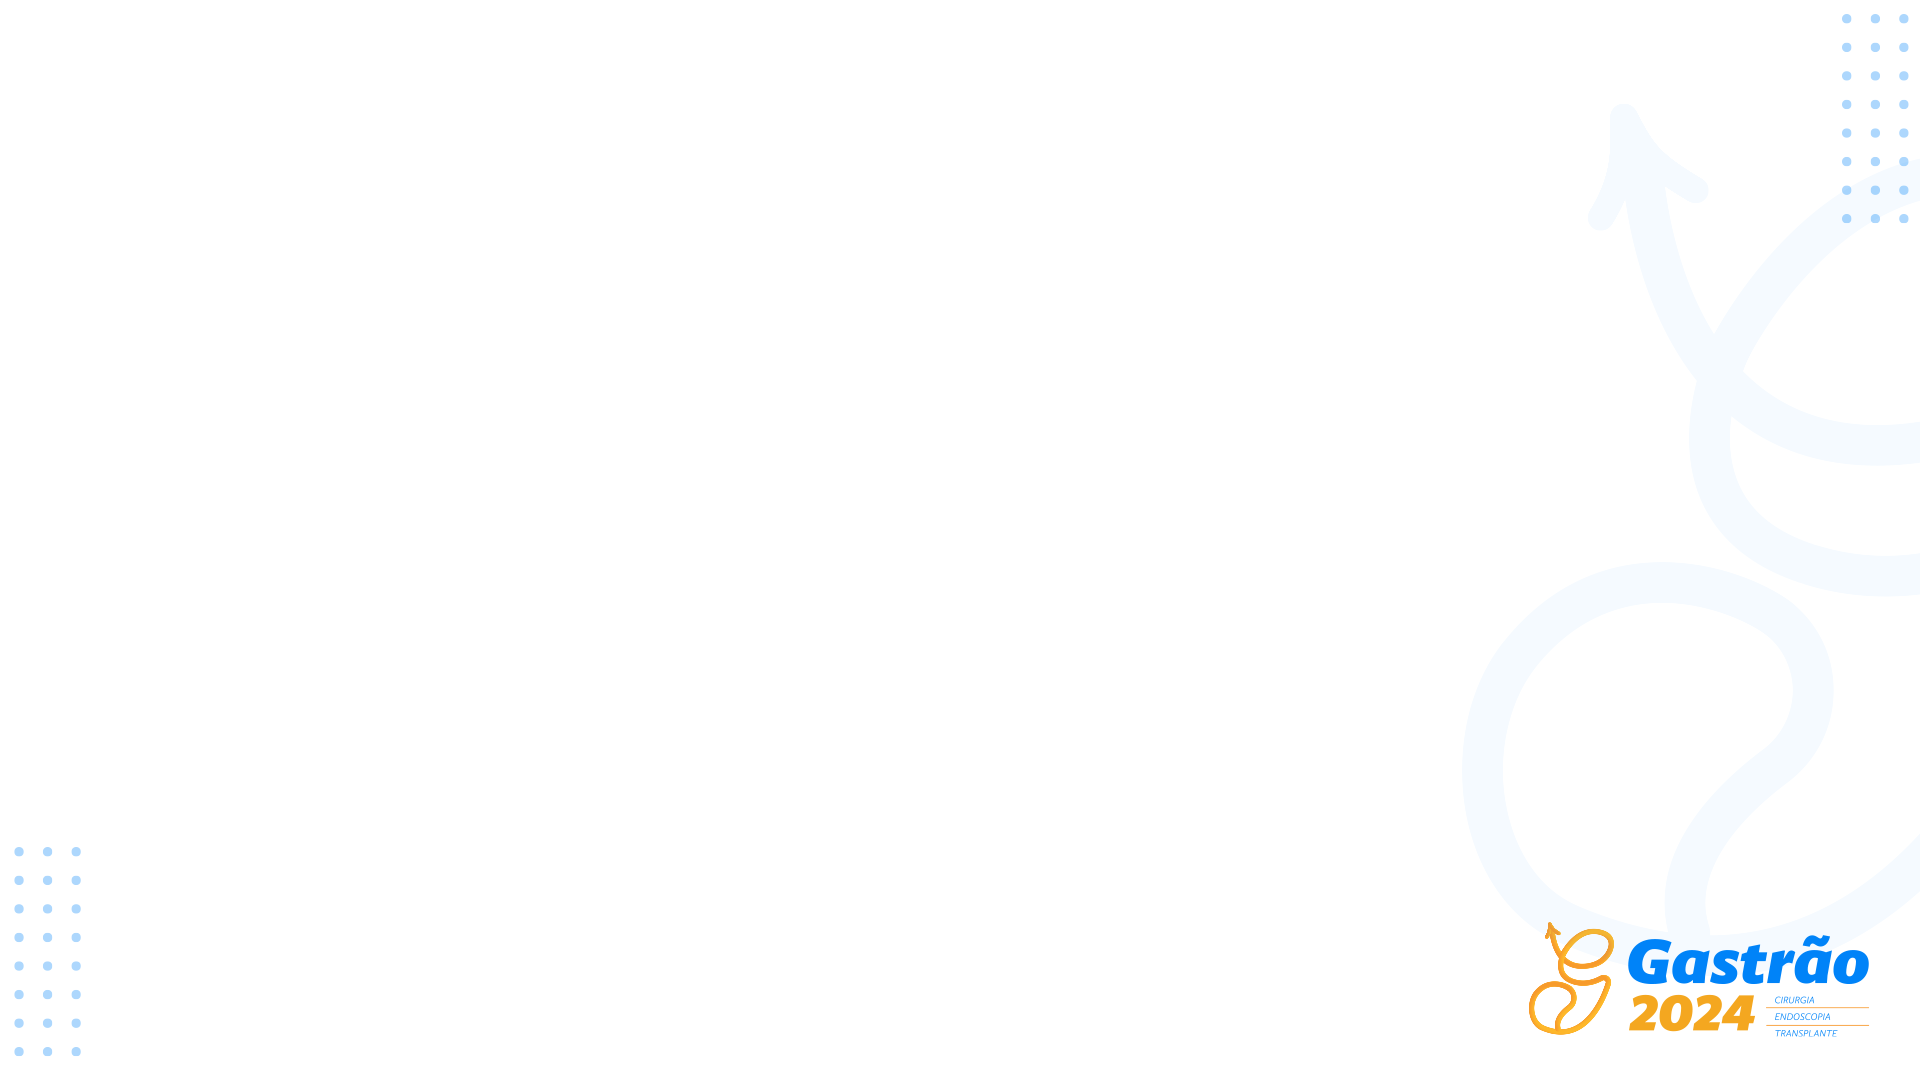 Gastrão
2024
CIRURGIA
ENDOSCOPIA
TRANSPLANTE